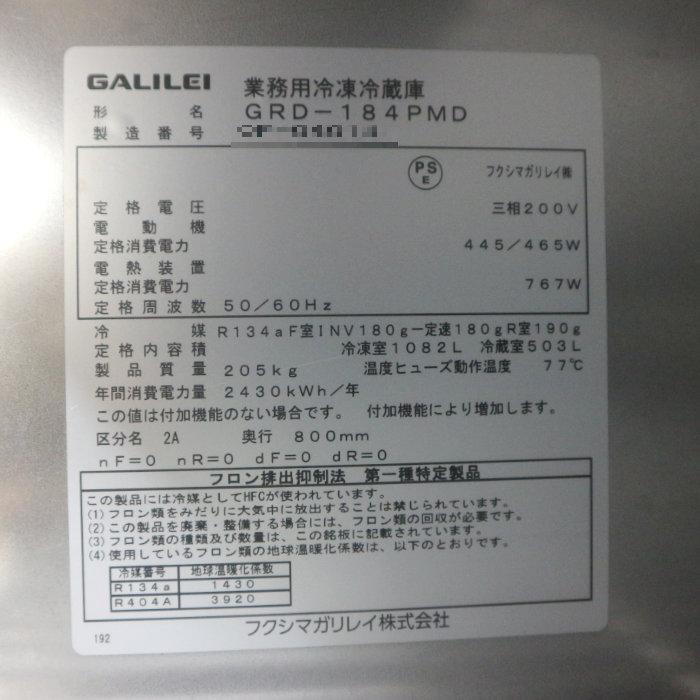 GALILEI 業務用冷凍冷蔵庫
形名 GRD-184PMD
製造番号
PS E フクシマガリレイ㈱
定格電圧 三相200V
電動機
定格消費電力 445/465W
電熱装置
定格消費電力 767W
定格周波数 50/60Hz
冷媒 R134aF室INV180g一定速180gR室190g
定格内容積 冷凍室1082L 冷蔵室503L
製品質量 205kg 温度ヒューズ動作温度 77℃
年間消費電力量 2430kWh/年
この値は付加機能のない場合です。 付加機能により増加します。
区分名 2A 奥行 800mm
nF=0 nR=0 dF=0 dR=0
フロン排出抑制法 第一種特定製品
この製品には冷媒としてHFCが使われています。
(1)フロン類をみだりに大気中に放出することは禁じられています。
(2)この製品を廃棄・整備する場合には、フロン類の回収が必要です。
(3)フロン類の種類及び数量は、この銘板に記載されています。
(4)使用しているフロン類の地球温暖化係数は、以下のとおりです。
冷媒番号 地球温暖化係数
R134a 1430
R404A 3920
フクシマガリレイ株式会社
192